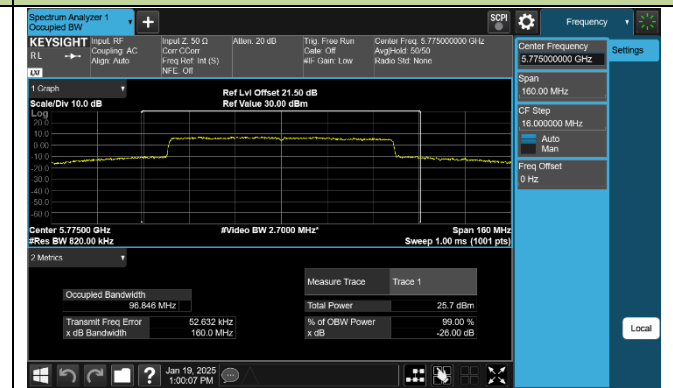 Spectrum Analyzer 1
Occupied BW
SCPI
Frequency
KEYSIGHT
RL
LXI
Input: RF
Coupling: AC
Align: Auto
Input Z: 50 Ω
Corr CCorr
Freq Ref: Int (S)
NFE: Off
Atten: 20 dB
Trig: Free Run
Gate: Off
#IF Gain: Low
Center Freq: 5.775000000 GHz
Avg|Hold: 50/50
Radio Std: None
1 Graph
Scale/Div 10.0 dB
Ref Lvl Offset 21.50 dB
Ref Value 30.00 dBm
Log
20.0
10.0
0.00
-10.0
-20.0
-30.0
-40.0
-50.0
-60.0
Center 5.77500 GHz
#Res BW 820.00 kHz
#Video BW 2.7000 MHz*
Span 160 MHz
Sweep 1.00 ms (1001 pts)
2 Metrics
Occupied Bandwidth
96.846 MHz
Transmit Freq Error 52.632 kHz
x dB Bandwidth 160.0 MHz
Measure Trace Trace 1
Total Power 25.7 dBm
% of OBW Power 99.00 %
x dB -26.00 dB
Center Frequency
5.775000000 GHz
Span
160.00 MHz
CF Step
16.000000 MHz
Auto
Man
Freq Offset
0 Hz
Settings
Local
?
Jan 19, 2025
1:00:07 PM